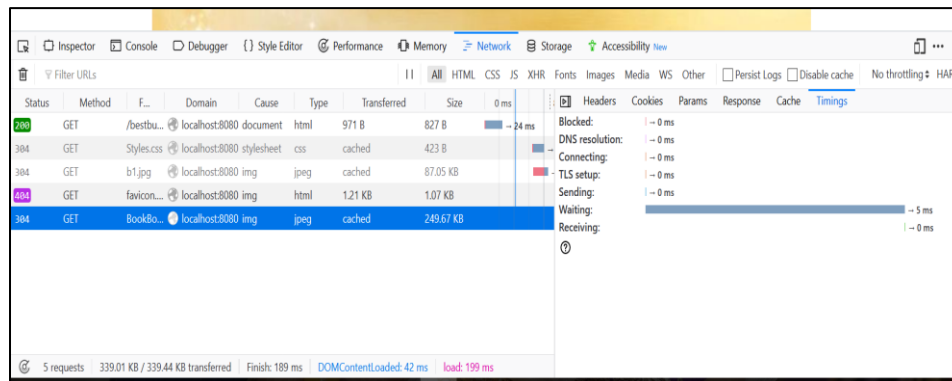 Inspector Console Debugger { } Style Editor Performance Memory Network Storage Accessibility New
Filter URLs || All HTML CSS JS XHR Fonts Images Media WS Other Persist Logs Disable cache No throttling HAR
Status Method F... Domain Cause Type Transferred Size 0 ms Headers Cookies Params Response Cache Timings
200 GET /bestbu... localhost:8080 document html 971 B 827 B → 24 ms
304 GET Styles.css localhost:8080 stylesheet css cached 423 B
304 GET b1.jpg localhost:8080 img jpeg cached 87.05 KB
404 GET favicon.... localhost:8080 img html 1.21 KB 1.07 KB
304 GET BookBo... localhost:8080 img jpeg cached 249.67 KB
Blocked: → 0 ms
DNS resolution: → 0 ms
Connecting: → 0 ms
TLS setup: → 0 ms
Sending: → 0 ms
Waiting: → 5 ms
Receiving: → 0 ms
5 requests 339.01 KB / 339.44 KB transferred Finish: 189 ms DOMContentLoaded: 42 ms load: 199 ms